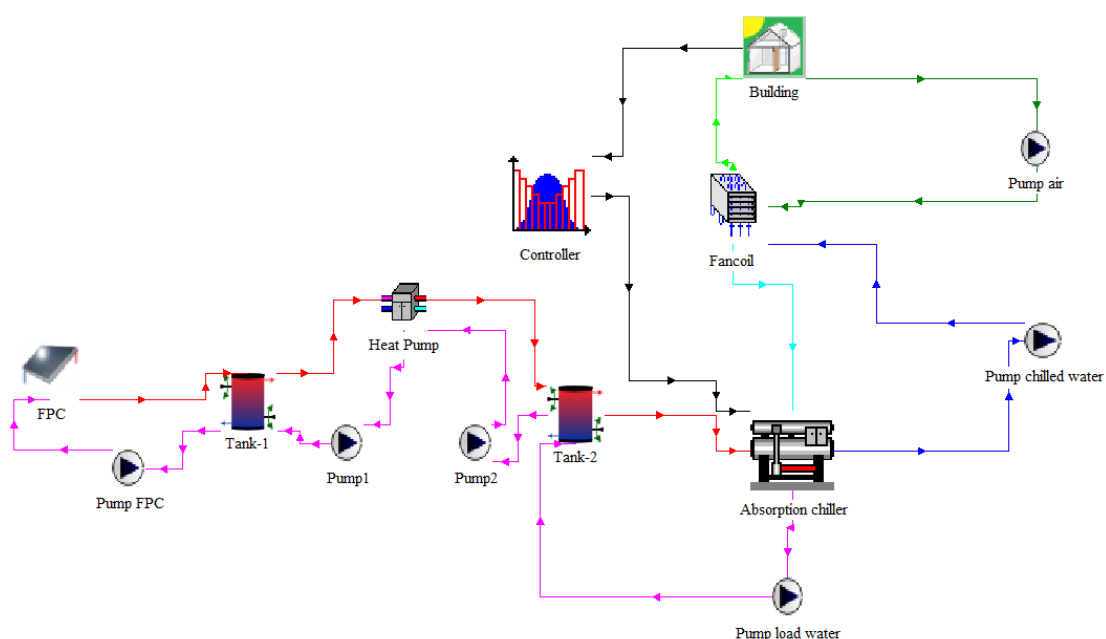 Building
Pump air
Controller
Fancoil
Heat Pump
FPC
Tank-1
Pump chilled water
Pump FPC
Pump1
Pump2
Tank-2
Absorption chiller
Pump load water